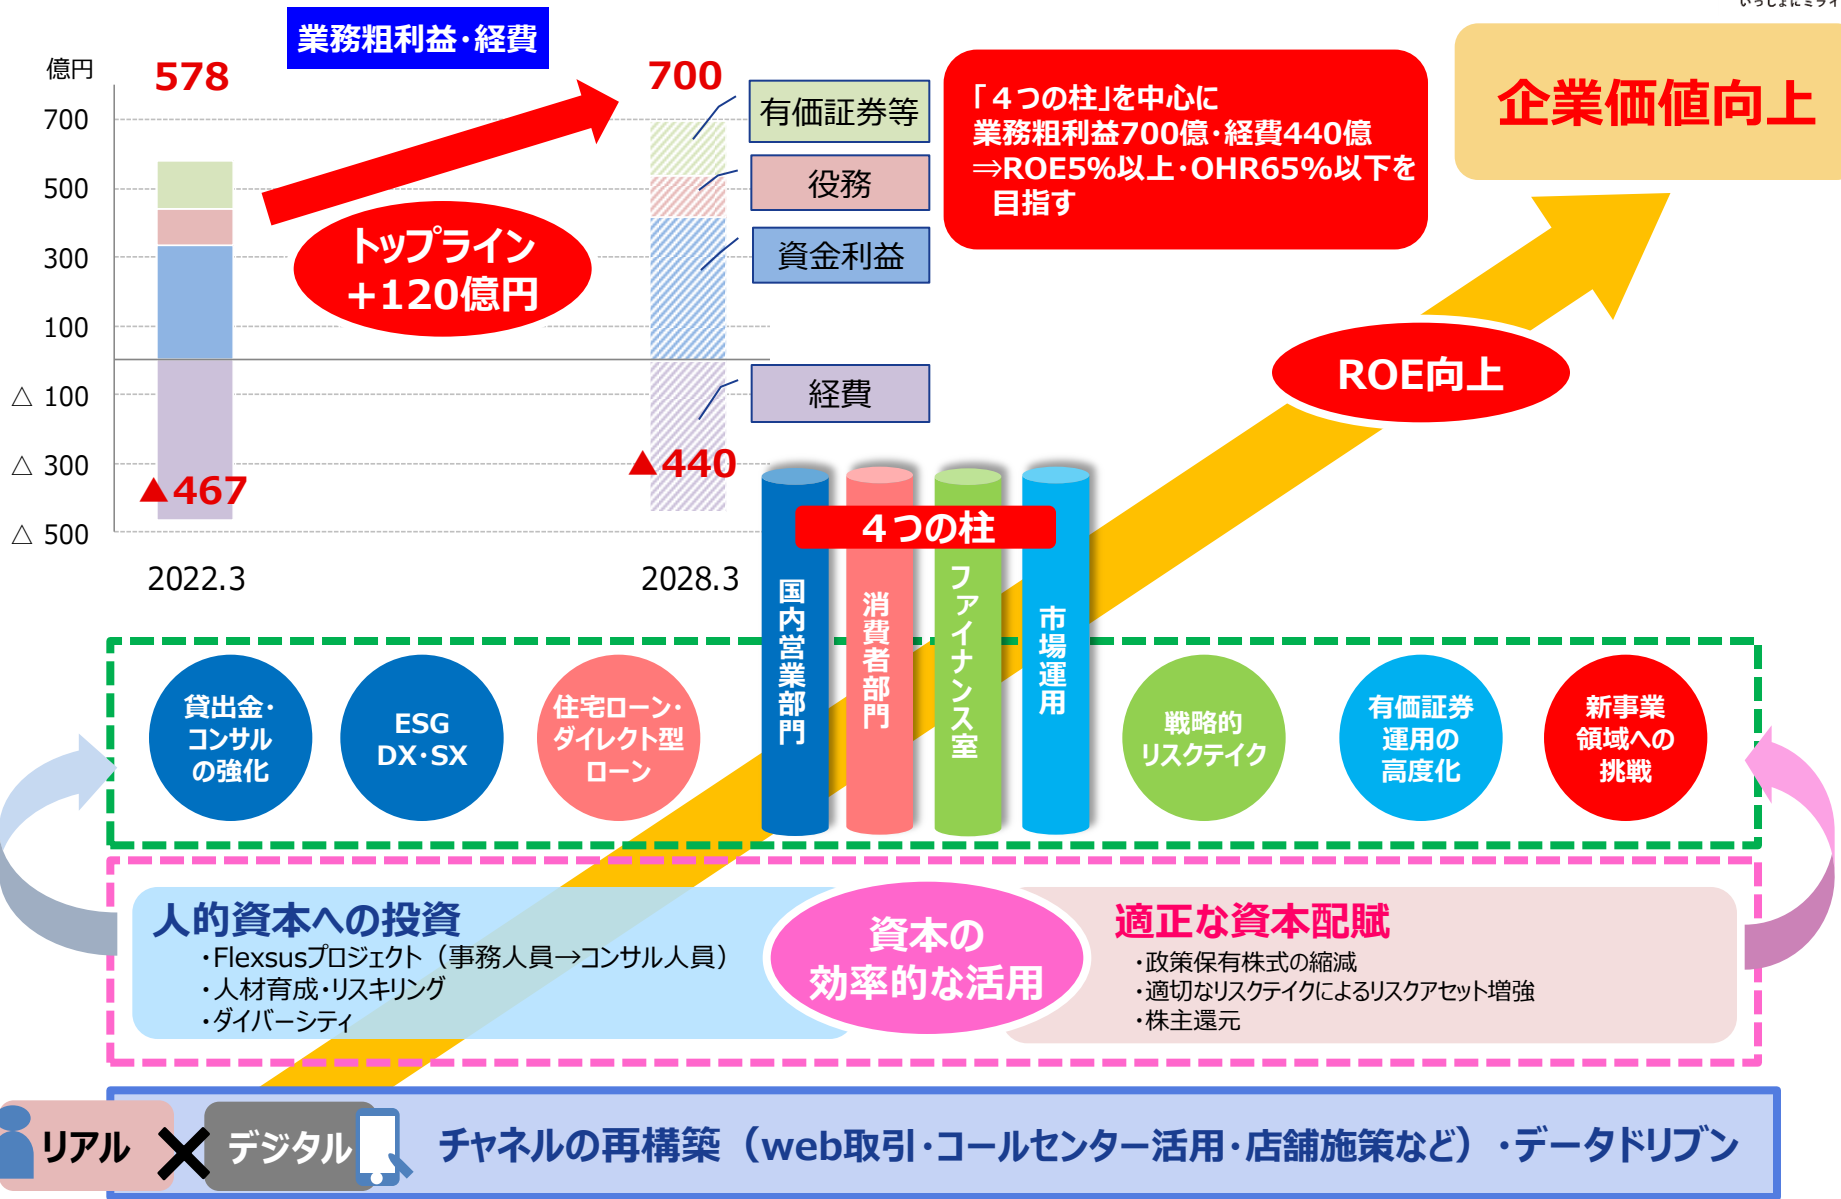 いっしょにミライ
業務粗利益・経費
億円
578
700
700
500
300
100
△ 100
△ 300
△ 500
▲467
▲440
2022.3
2028.3
トップライン
+120億円
有価証券等
役務
資金利益
経費
「４つの柱」を中心に
業務粗利益700億・経費440億
⇒ROE5%以上・OHR65%以下を
目指す
企業価値向上
ROE向上
４つの柱
国内営業部門
消費者部門
ファイナンス室
市場運用
貸出金・
コンサル
の強化
ESG
DX・SX
住宅ローン・
ダイレクト型
ローン
戦略的
リスクテイク
有価証券
運用の
高度化
新事業
領域への
挑戦
人的資本への投資
・Flexsusプロジェクト（事務人員→コンサル人員）
・人材育成・リスキリング
・ダイバーシティ
資本の
効率的な活用
適正な資本配賦
・政策保有株式の縮減
・適切なリスクテイクによるリスクアセット増強
・株主還元
リアル
×
デジタル
チャネルの再構築（web取引・コールセンター活用・店舗施策など）・データドリブン